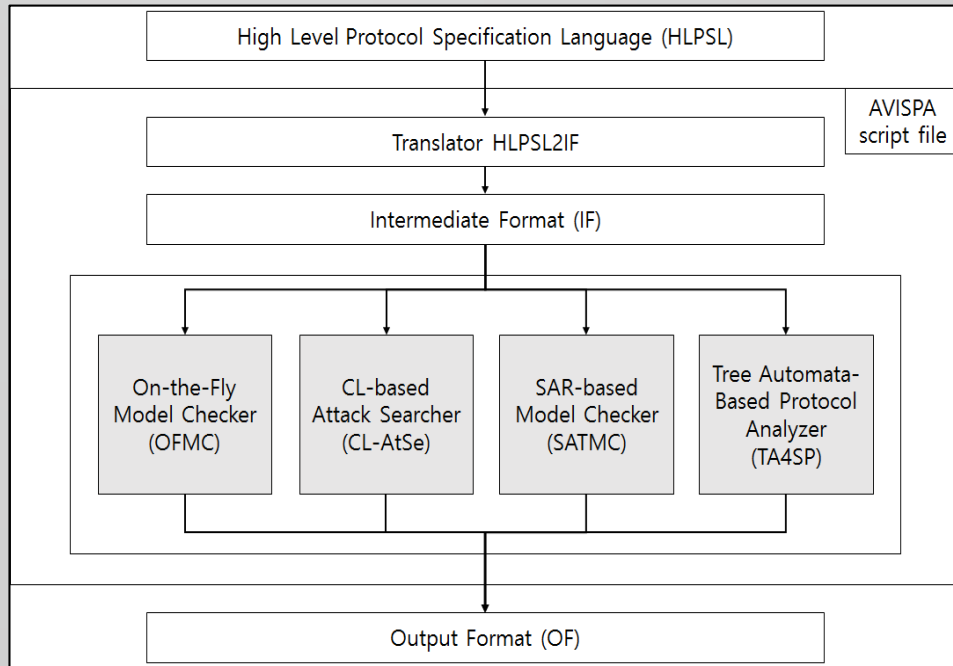 High Level Protocol Specification Language (HLPSL)
AVISPA
script file
Translator HLPSL2IF
Intermediate Format (IF)
On-the-Fly
Model Checker
(OFMC)
CL-based
Attack Searcher
(CL-AtSe)
SAR-based
Model Checker
(SATMC)
Tree Automata-
Based Protocol
Analyzer
(TA4SP)
Output Format (OF)